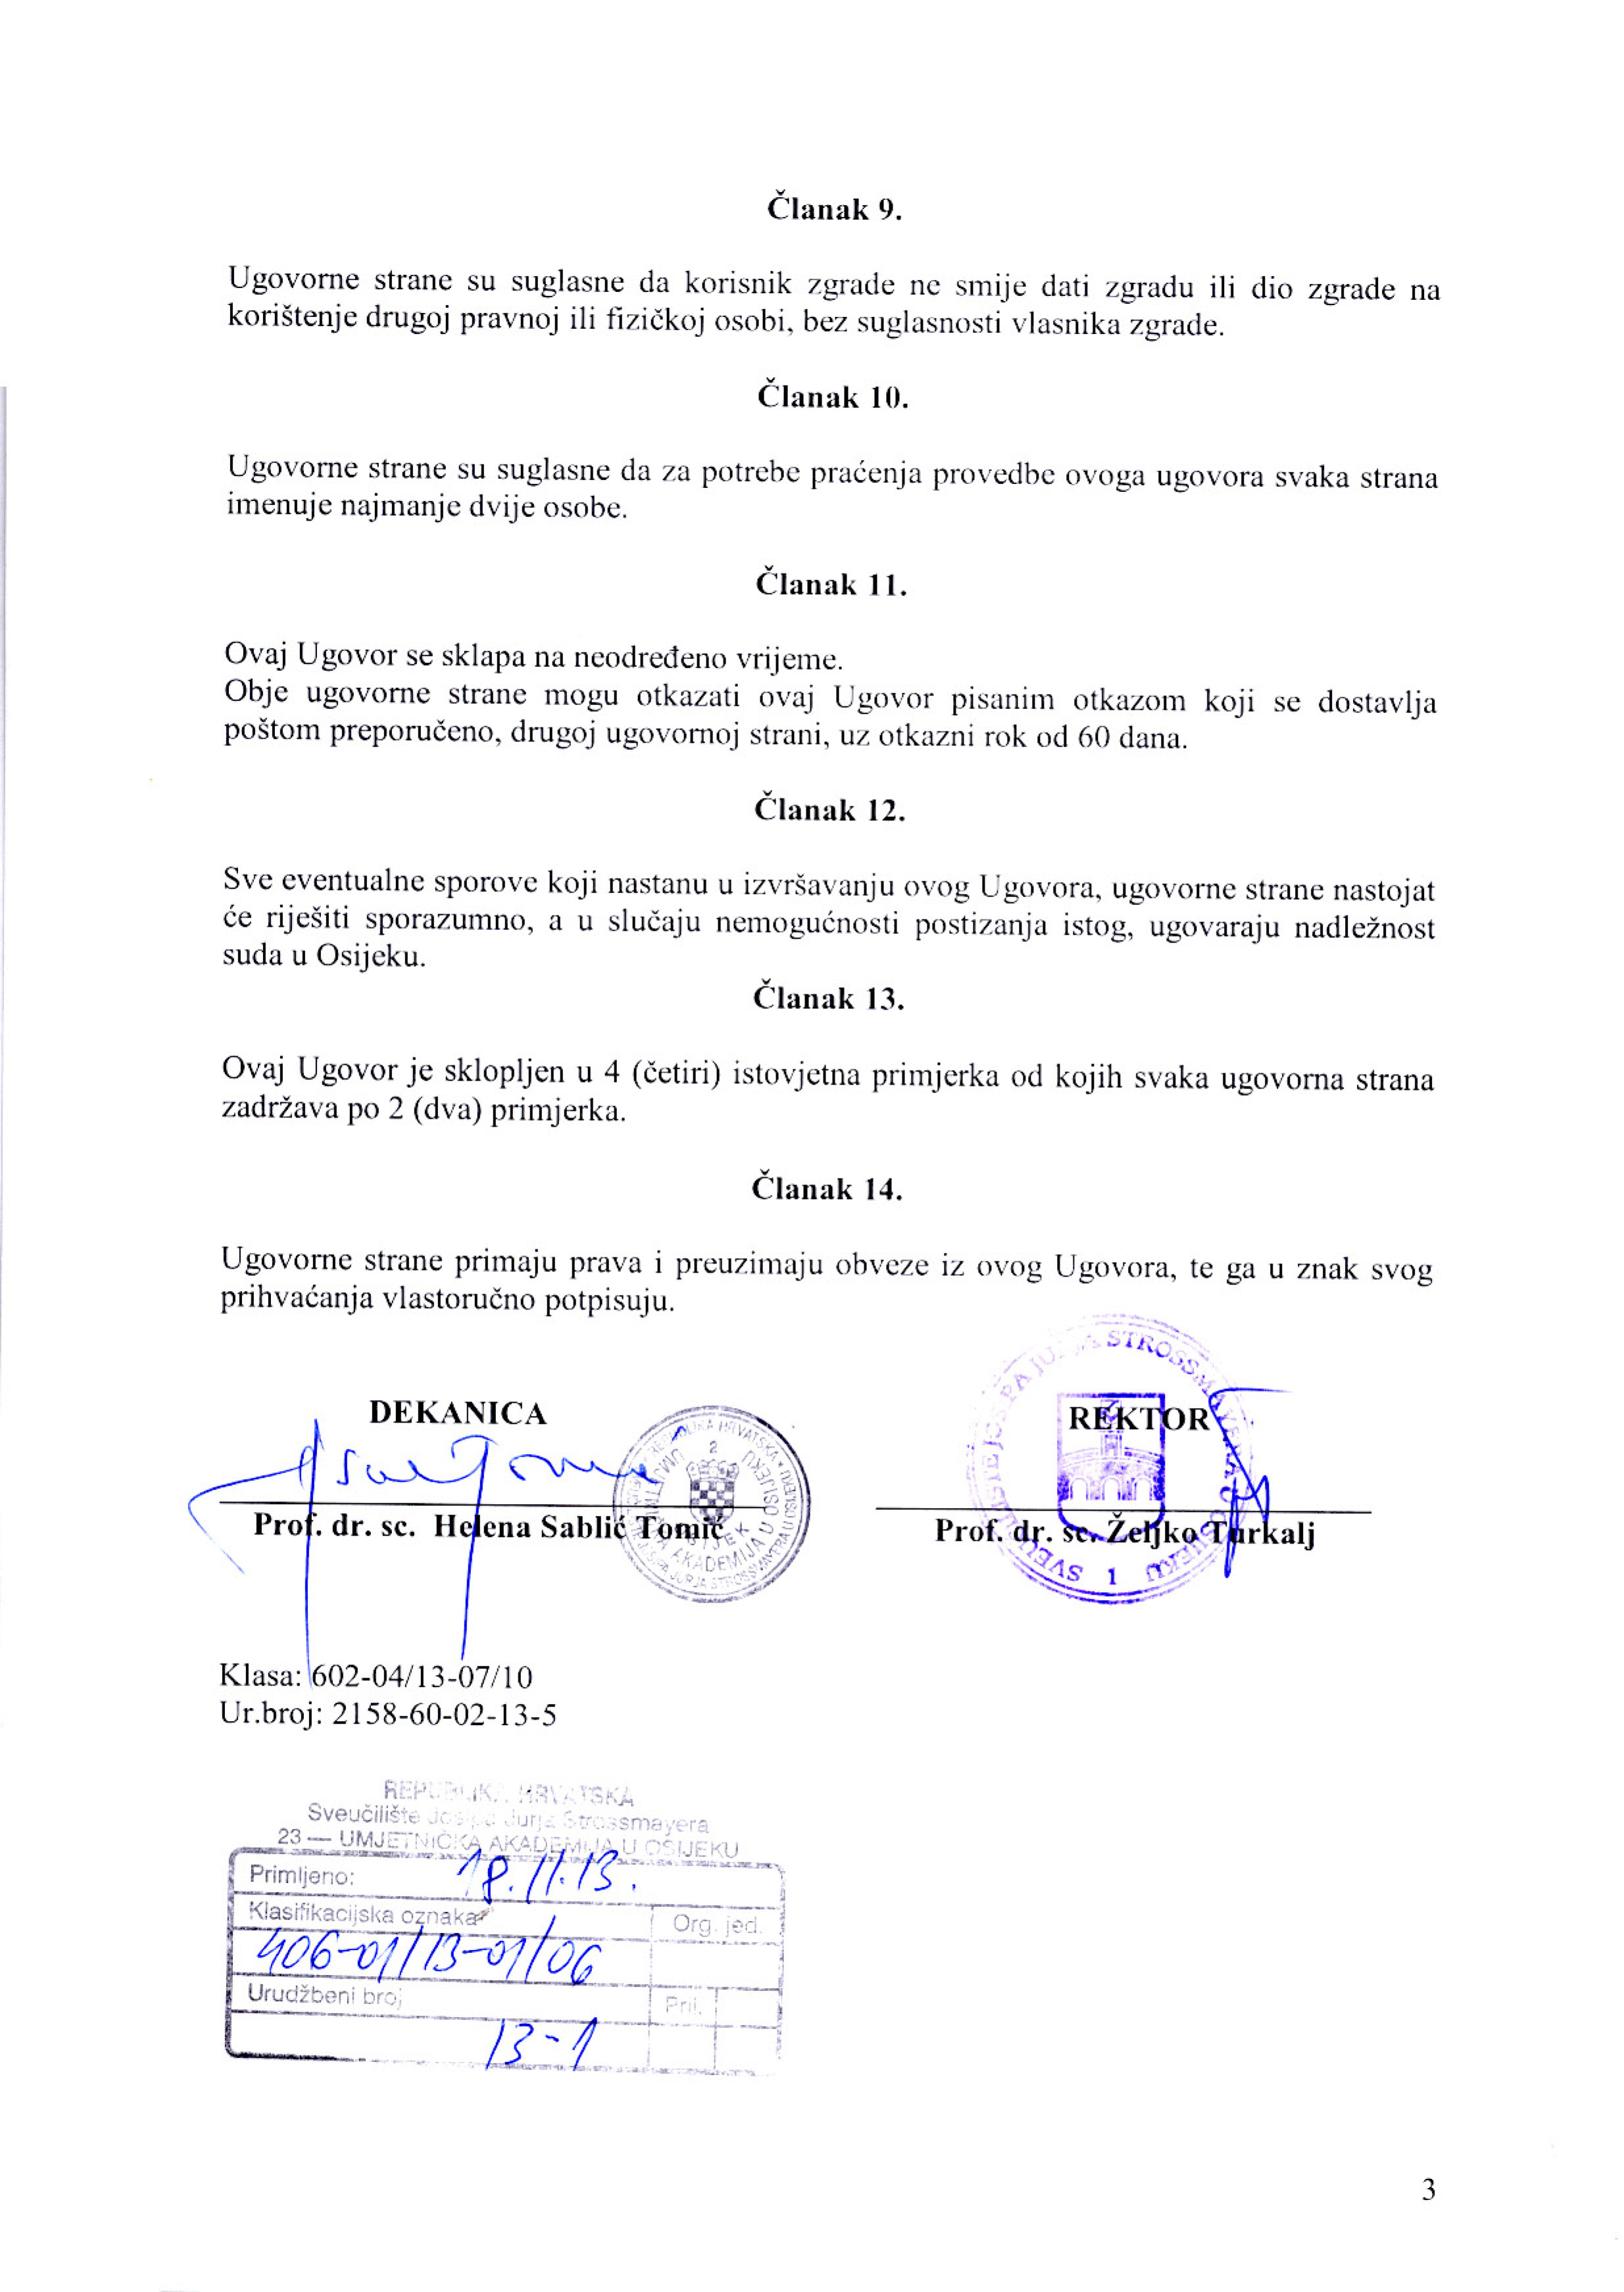 Članak 9.
Ugovorne strane su suglasne da korisnik zgrade ne smije dati zgradu ili dio zgrade na
korištenje drugoj pravnoj ili fizičkoj osobi, bez suglasnosti vlasnika zgrade.
Članak 10.
Ugovorne strane su suglasne da za potrebe praćenja provedbe ovoga ugovora svaka strana
imenuje najmanje dvije osobe.
Članak 11.
Ovaj Ugovor se sklapa na neodređeno vrijeme.
Obje ugovorne strane mogu otkazati ovaj Ugovor pisanim otkazom koji se dostavlja
poštom preporučeno, drugoj ugovornoj strani, uz otkazni rok od 60 dana.
Članak 12.
Sve eventualne sporove koji nastanu u izvršavanju ovog Ugovora, ugovorne strane nastojat
će riješiti sporazumno, a u slučaju nemogućnosti postizanja istog, ugovaraju nadležnost
suda u Osijeku.
Članak 13.
Ovaj Ugovor je sklopljen u 4 (četiri) istovjetna primjerka od kojih svaka ugovorna strana
zadržava po 2 (dva) primjerka.
Članak 14.
Ugovorne strane primaju prava i preuzimaju obveze iz ovog Ugovora, te ga u znak svog
prihvaćanja vlastoručno potpisuju.
DEKANICA
REKTOR
Prof. dr. sc. Helena Sablić Tomić
Prof. dr. sc. Željko Turkalj
Klasa: 602-04/13-07/10
Ur.broj: 2158-60-02-13-5
REPUBLIKA HRVATSKA
Sveučilište Josipa Jurja Strossmayera
23 — UMJETNIČKA AKADEMIJA U OSIJEKU
Primljeno: 18.11.13.
Klasifikacijska oznaka Org. jed.
406-01/13-01/06
Urudžbeni broj Pril.
13-1
3